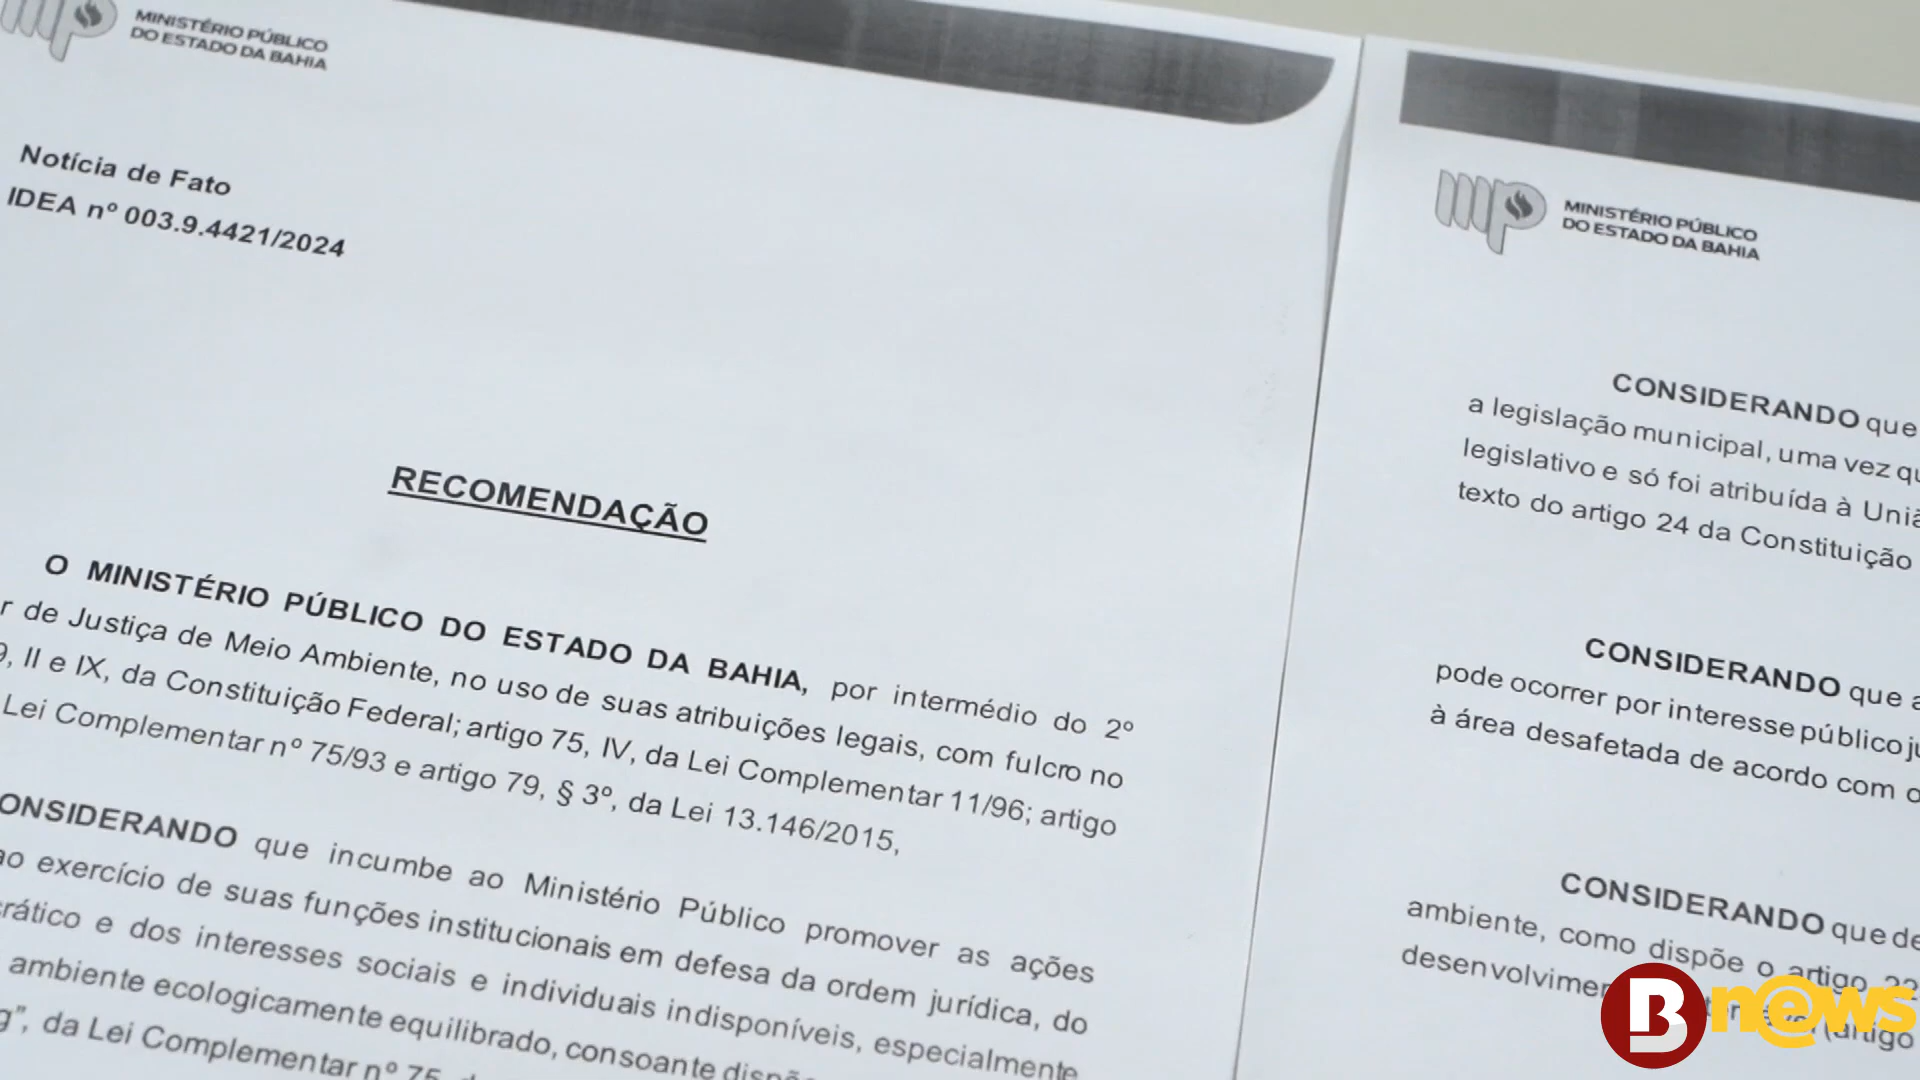 MINISTÉRIO PÚBLICO
DO ESTADO DA BAHIA
Notícia de Fato
IDEA nº 003.9.4421/2024
RECOMENDAÇÃO
O MINISTÉRIO PÚBLICO DO ESTADO DA BAHIA, por intermédio do 2º
r de Justiça de Meio Ambiente, no uso de suas atribuições legais, com fulcro no
9, II e IX, da Constituição Federal; artigo 75, IV, da Lei Complementar 11/96; artigo
Lei Complementar nº 75/93 e artigo 79, § 3º, da Lei 13.146/2015,
ONSIDERANDO que incumbe ao Ministério Público promover as ações
ao exercício de suas funções institucionais em defesa da ordem jurídica, do
crático e dos interesses sociais e individuais indisponíveis, especialmente
ambiente ecologicamente equilibrado, consoante
g", da Lei Complementar nº 75,
MINISTÉRIO PÚBLICO
DO ESTADO DA BAHIA
CONSIDERANDO que
a legislação municipal, uma vez qu
legislativo e só foi atribuída à Uniã
texto do artigo 24 da Constituição
CONSIDERANDO que a
pode ocorrer por interesse público ju
à área desafetada de acordo com o
CONSIDERANDO que de
ambiente, como dispõe o artigo
(artigo
B n@ws